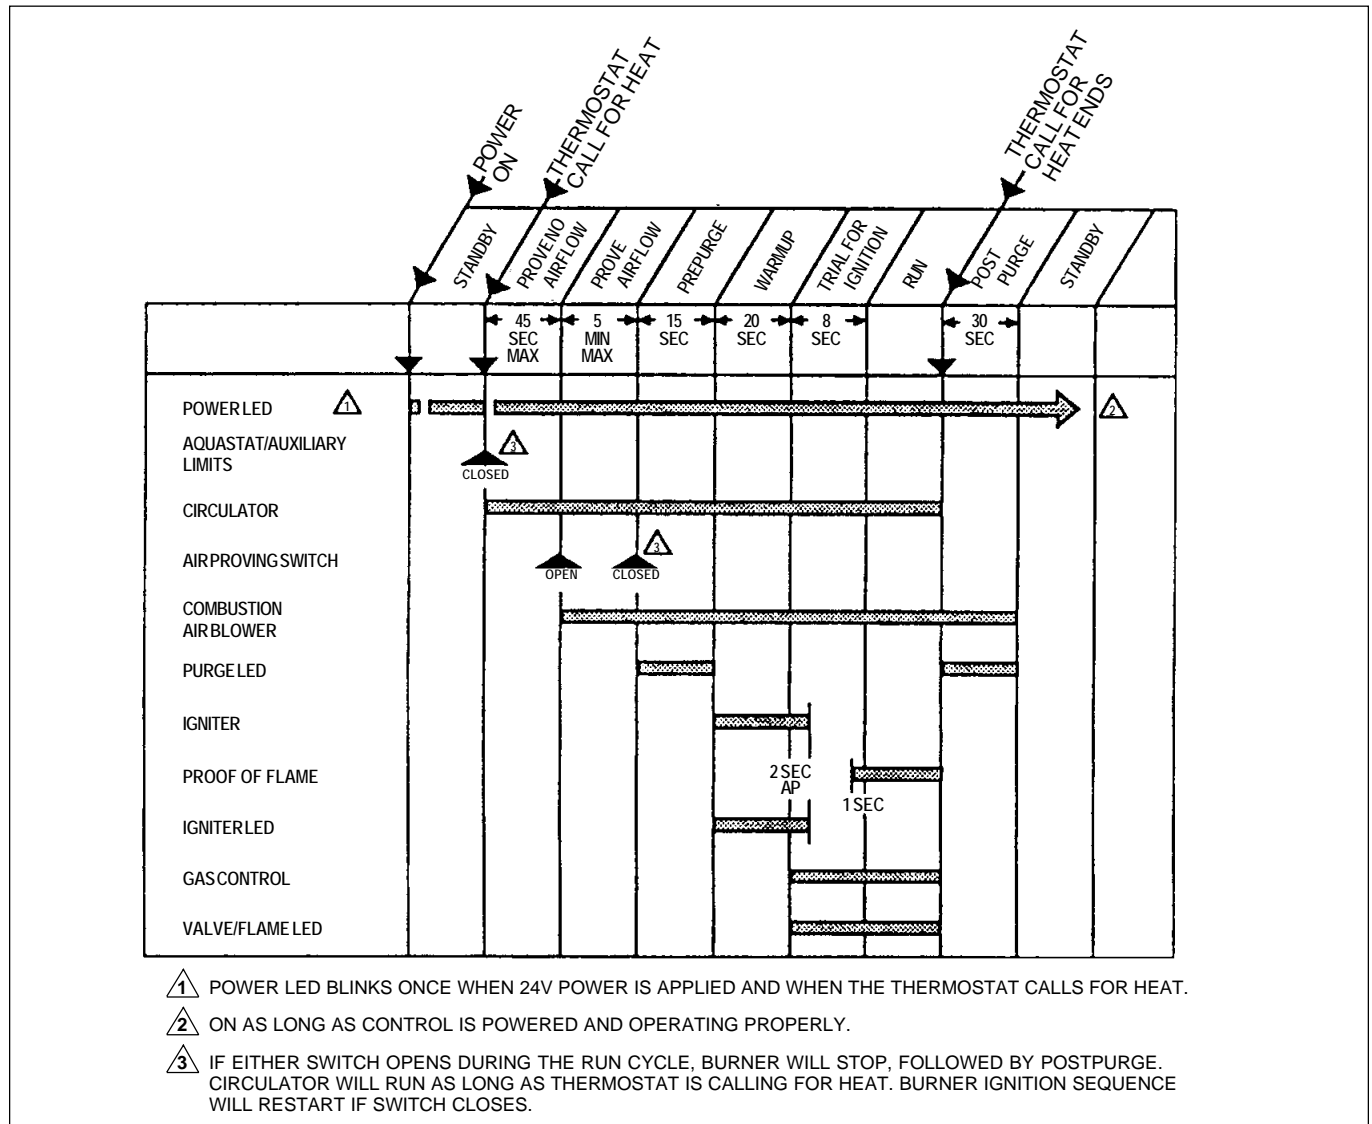 POWER
ON
THERMOSTAT
CALL FOR HEAT
THERMOSTAT
CALL FOR
HEAT ENDS
STANDBY
PROVE NO
AIRFLOW
PROVE
AIRFLOW
PREPURGE
WARMUP
TRIAL FOR
IGNITION
RUN
POST
PURGE
STANDBY
45
SEC
MAX
5
MIN
MAX
15
SEC
20
SEC
8
SEC
30
SEC
POWER LED 1 2
AQUASTAT/AUXILIARY
LIMITS
3
CLOSED
CIRCULATOR
AIR PROVING SWITCH
3
OPEN CLOSED
COMBUSTION
AIR BLOWER
PURGE LED
IGNITER
PROOF OF FLAME
2 SEC
AP
1 SEC
IGNITER LED
GAS CONTROL
VALVE/FLAME LED
1 POWER LED BLINKS ONCE WHEN 24V POWER IS APPLIED AND WHEN THE THERMOSTAT CALLS FOR HEAT.
2 ON AS LONG AS CONTROL IS POWERED AND OPERATING PROPERLY.
3 IF EITHER SWITCH OPENS DURING THE RUN CYCLE, BURNER WILL STOP, FOLLOWED BY POSTPURGE.
CIRCULATOR WILL RUN AS LONG AS THERMOSTAT IS CALLING FOR HEAT. BURNER IGNITION SEQUENCE
WILL RESTART IF SWITCH CLOSES.